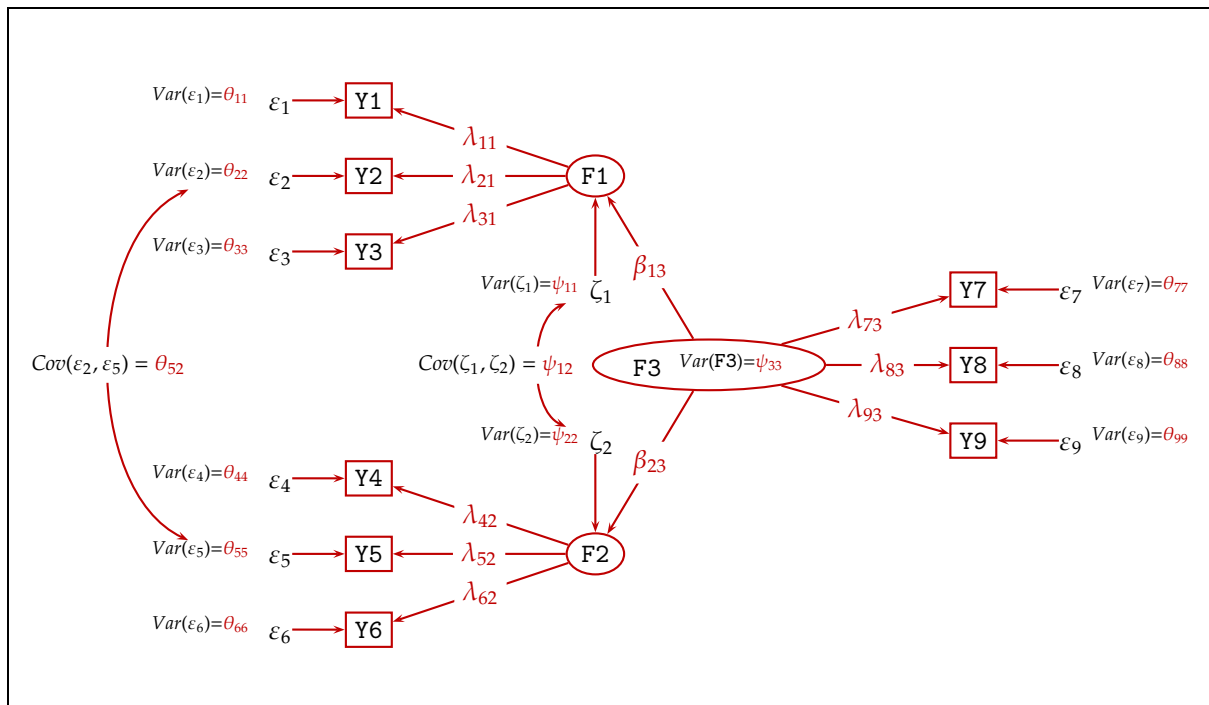 Var(ε₁)=θ₁₁ ε₁ Y1
λ₁₁
Var(ε₂)=θ₂₂ ε₂ Y2 λ₂₁ F1
λ₃₁
Var(ε₃)=θ₃₃ ε₃ Y3
β₁₃
Var(ζ₁)=ψ₁₁ ζ₁
Y7 ε₇ Var(ε₇)=θ₇₇
λ₇₃
Cov(ε₂, ε₅) = θ₅₂ Cov(ζ₁, ζ₂) = ψ₁₂ F3 Var(F3)=ψ₃₃ λ₈₃ Y8 ε₈ Var(ε₈)=θ₈₈
λ₉₃
Var(ζ₂)=ψ₂₂ ζ₂
Y9 ε₉ Var(ε₉)=θ₉₉
β₂₃
Var(ε₄)=θ₄₄ ε₄ Y4
λ₄₂
Var(ε₅)=θ₅₅ ε₅ Y5 λ₅₂ F2
λ₆₂
Var(ε₆)=θ₆₆ ε₆ Y6